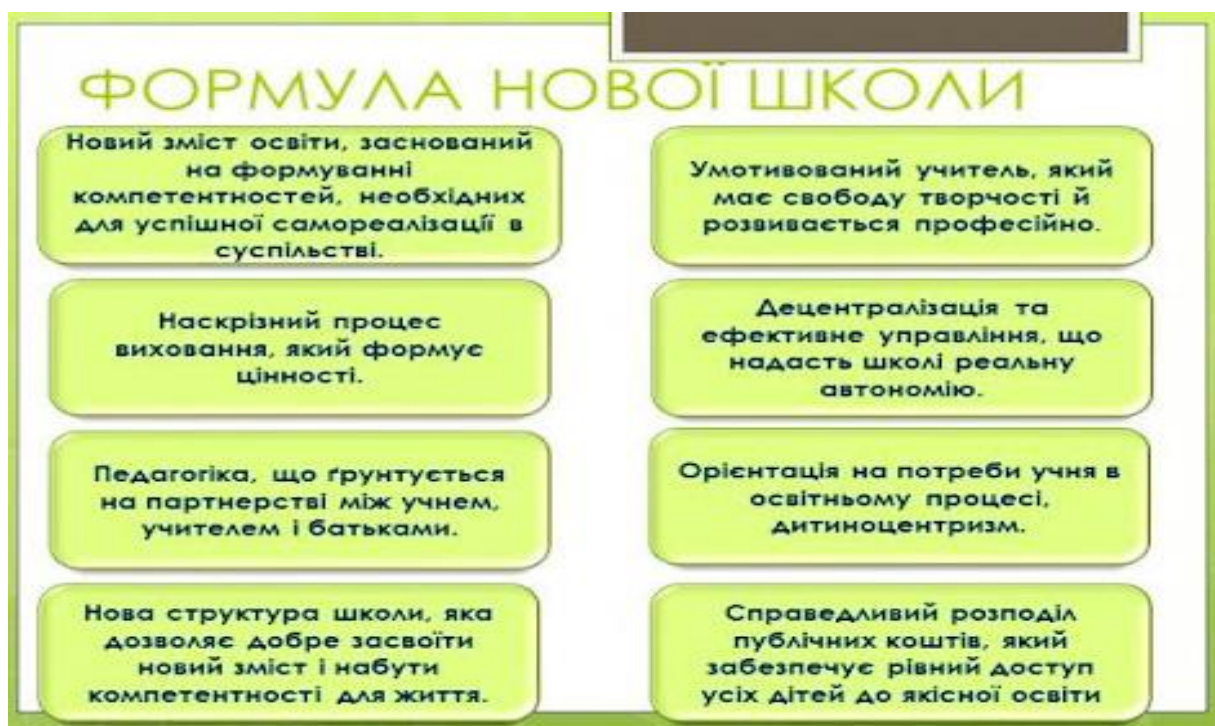 ФОРМУЛА НОВОЇ ШКОЛИ
Новий зміст освіти, заснований
на формуванні
компетентностей, необхідних
для успішної самореалізації в
суспільстві.
Наскрізний процес
виховання, який формує
цінності.
Педагогіка, що ґрунтується
на партнерстві між учнем,
учителем і батьками.
Нова структура школи, яка
дозволяє добре засвоїти
новий зміст і набути
компетентності для життя.
Умотивований учитель, який
має свободу творчості й
розвивається професійно.
Децентралізація та
ефективне управління, що
надасть школі реальну
автономію.
Орієнтація на потреби учня в
освітньому процесі,
дитиноцентризм.
Справедливий розподіл
публічних коштів, який
забезпечує рівний доступ
усіх дітей до якісної освіти